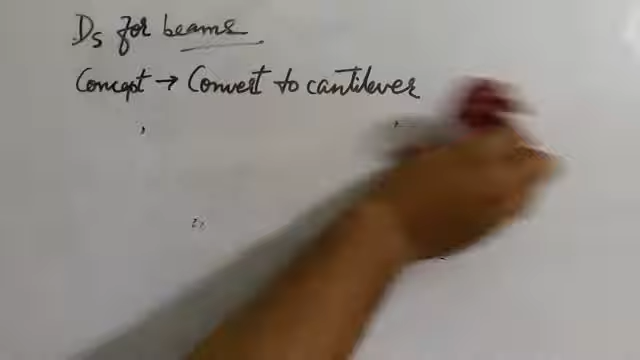 Ds for beams
Concept → Convert to cantilever